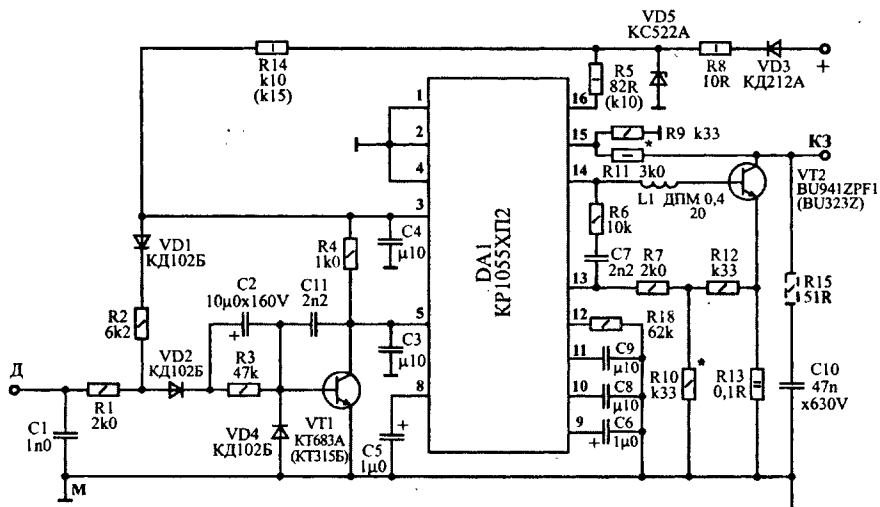 VD5
КС522А
R14
k10
(k15)
R5
82R
(k10)
R8
10R
VD3
КД212А
+
1
16
2
15
R9 k33
*
КЗ
R11 3k0
4
14
L1 ДПМ 0,4
20
VT2
BU941ZPF1
(BU323Z)
3
DA1
КР1055ХП2
VD1
КД102Б
R4
1k0
C4
µ10
R6
10k
C7
2n2
R7
2k0
R12
k33
13
C2
10µ0x160V
C11
2n2
R15
51R
R2
6k2
5
12
R18
62k
C3
µ10
VD2
КД102Б
R3
47k
11
C9
µ10
Д
R1
2k0
8
10
C8
µ10
R10
k33
*
R13
0,1R
C10
47n
x630V
C1
1n0
VD4
КД102Б
VT1
КТ683А
(КТ315Б)
+
C5
1µ0
9
+
C6
1µ0
М